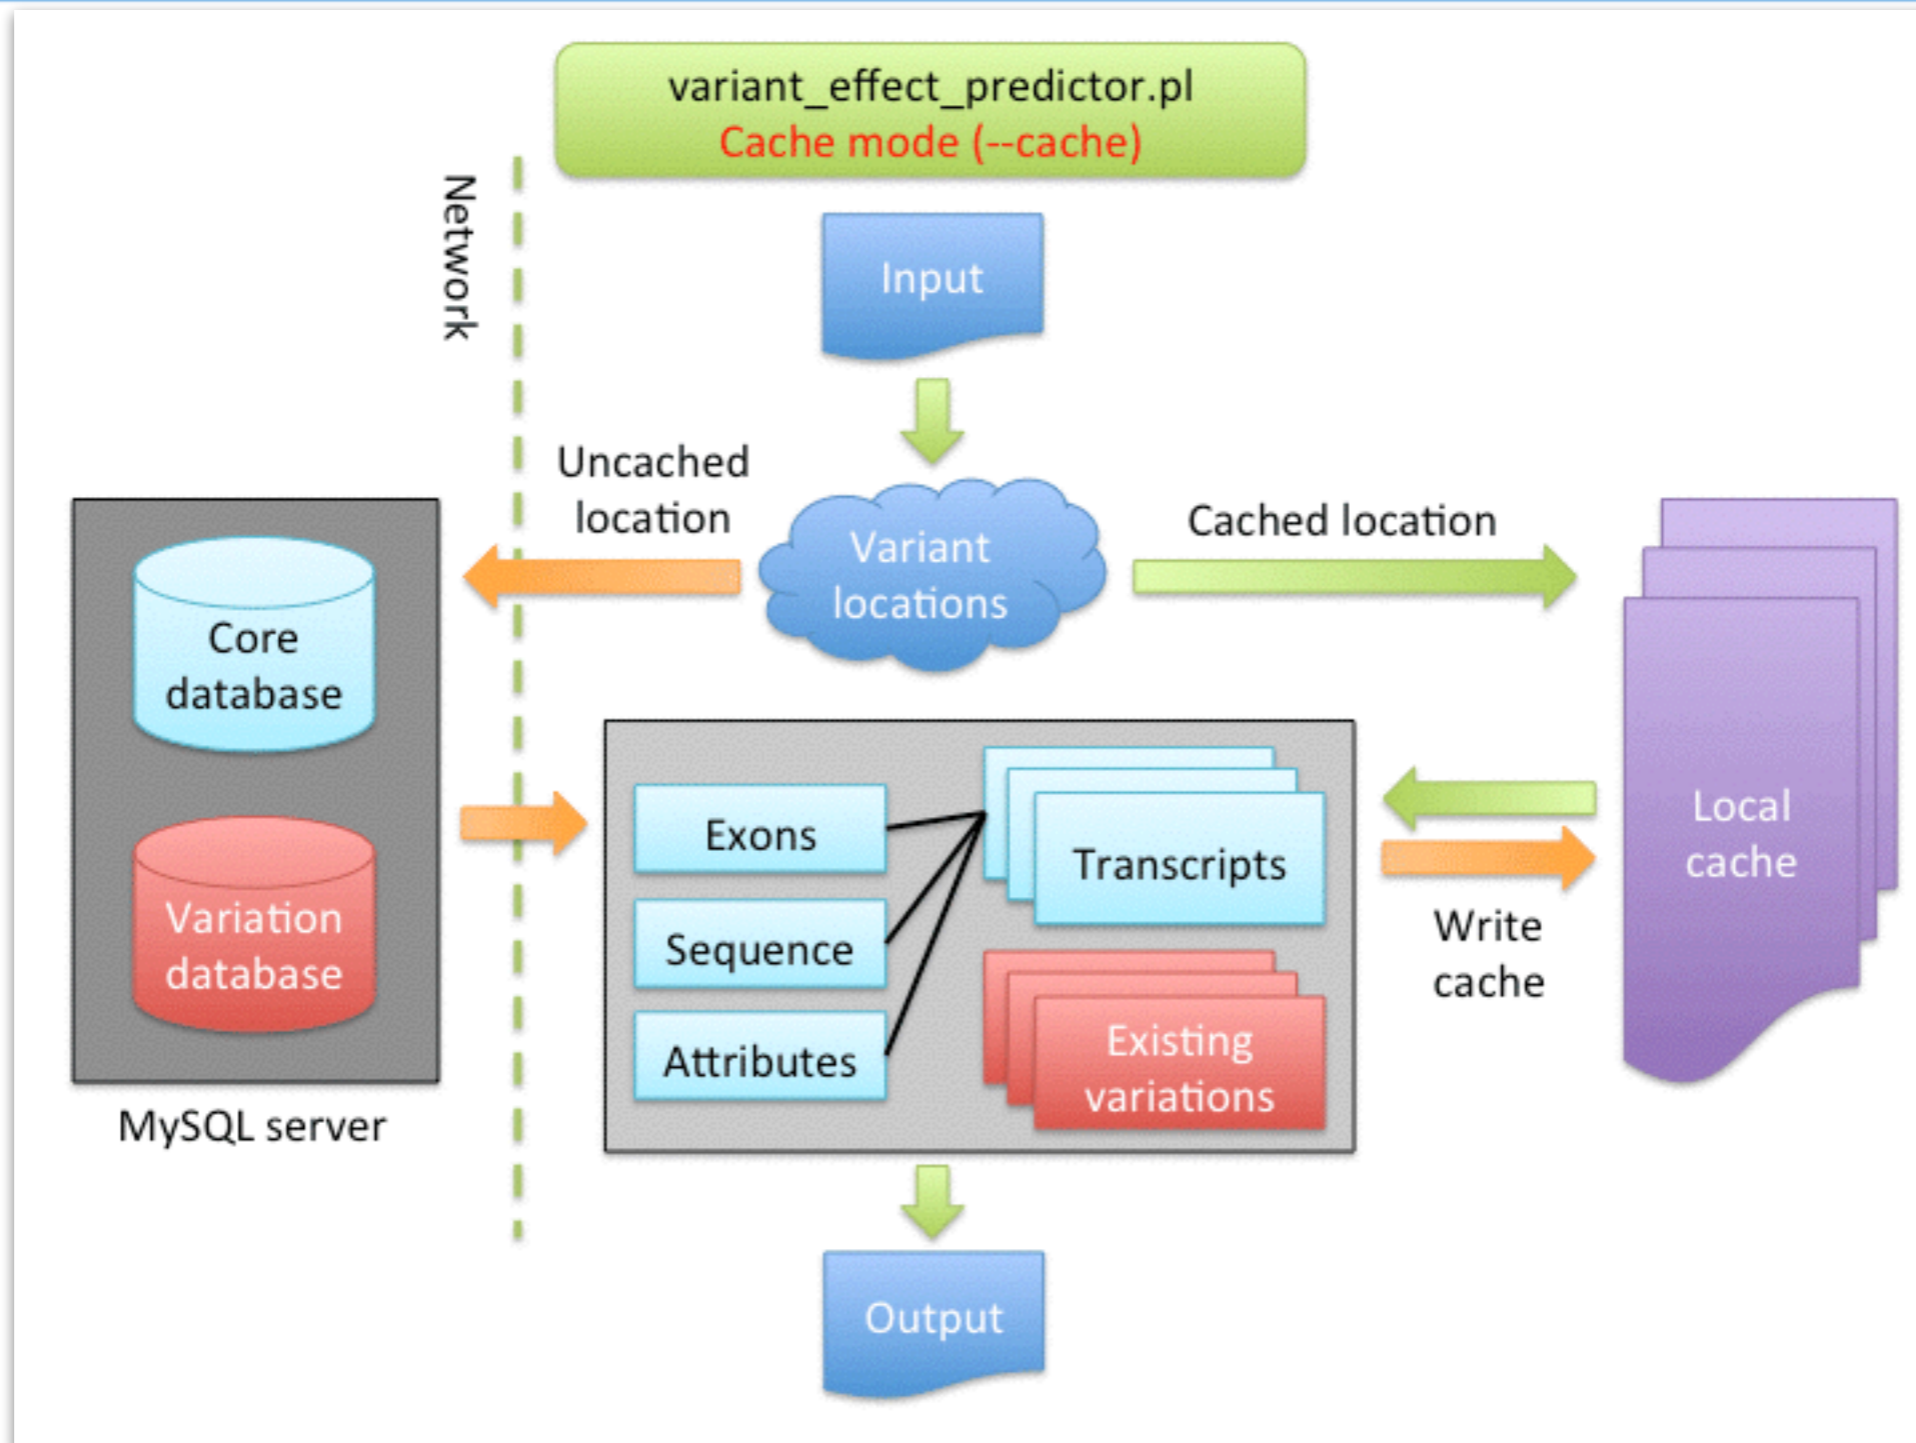 variant_effect_predictor.pl
Cache mode (--cache)
Network
Input
Uncached
location
Variant
locations
Cached location
Core
database
Variation
database
MySQL server
Exons
Sequence
Attributes
Transcripts
Existing
variations
Write
cache
Local
cache
Output